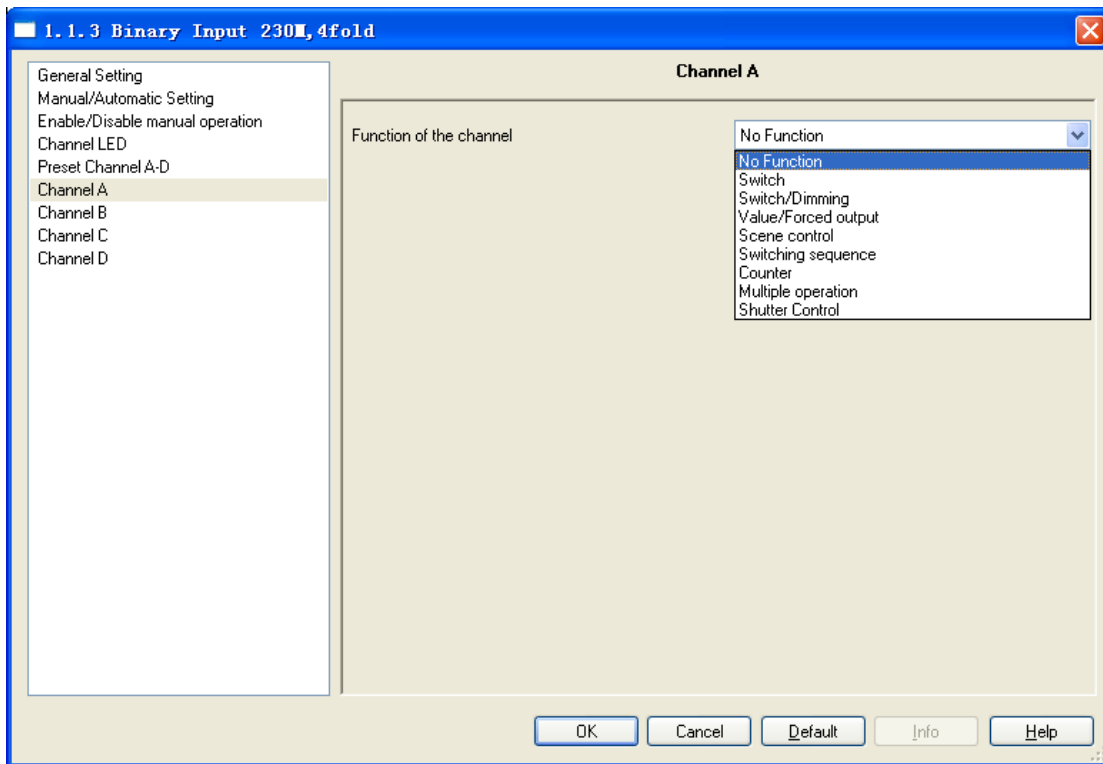 1.1.3 Binary Input 230M,4fold
General Setting
Manual/Automatic Setting
Enable/Disable manual operation
Channel LED
Preset Channel A-D
Channel A
Channel B
Channel C
Channel D
Channel A
Function of the channel
No Function
No Function
Switch
Switch/Dimming
Value/Forced output
Scene control
Switching sequence
Counter
Multiple operation
Shutter Control
OK
Cancel
Default
Info
Help